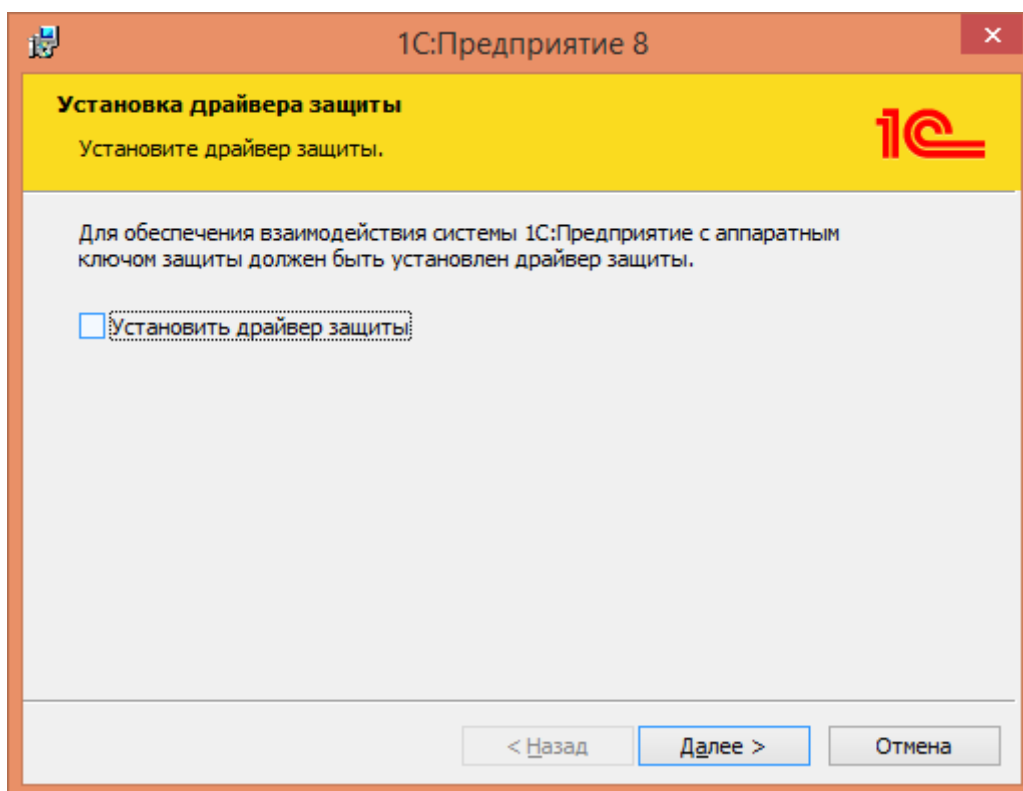 1С:Предприятие 8
Установка драйвера защиты
Установите драйвер защиты.
1С
Для обеспечения взаимодействия системы 1С:Предприятие с аппаратным
ключом защиты должен быть установлен драйвер защиты.
Установить драйвер защиты
< Назад
Далее >
Отмена